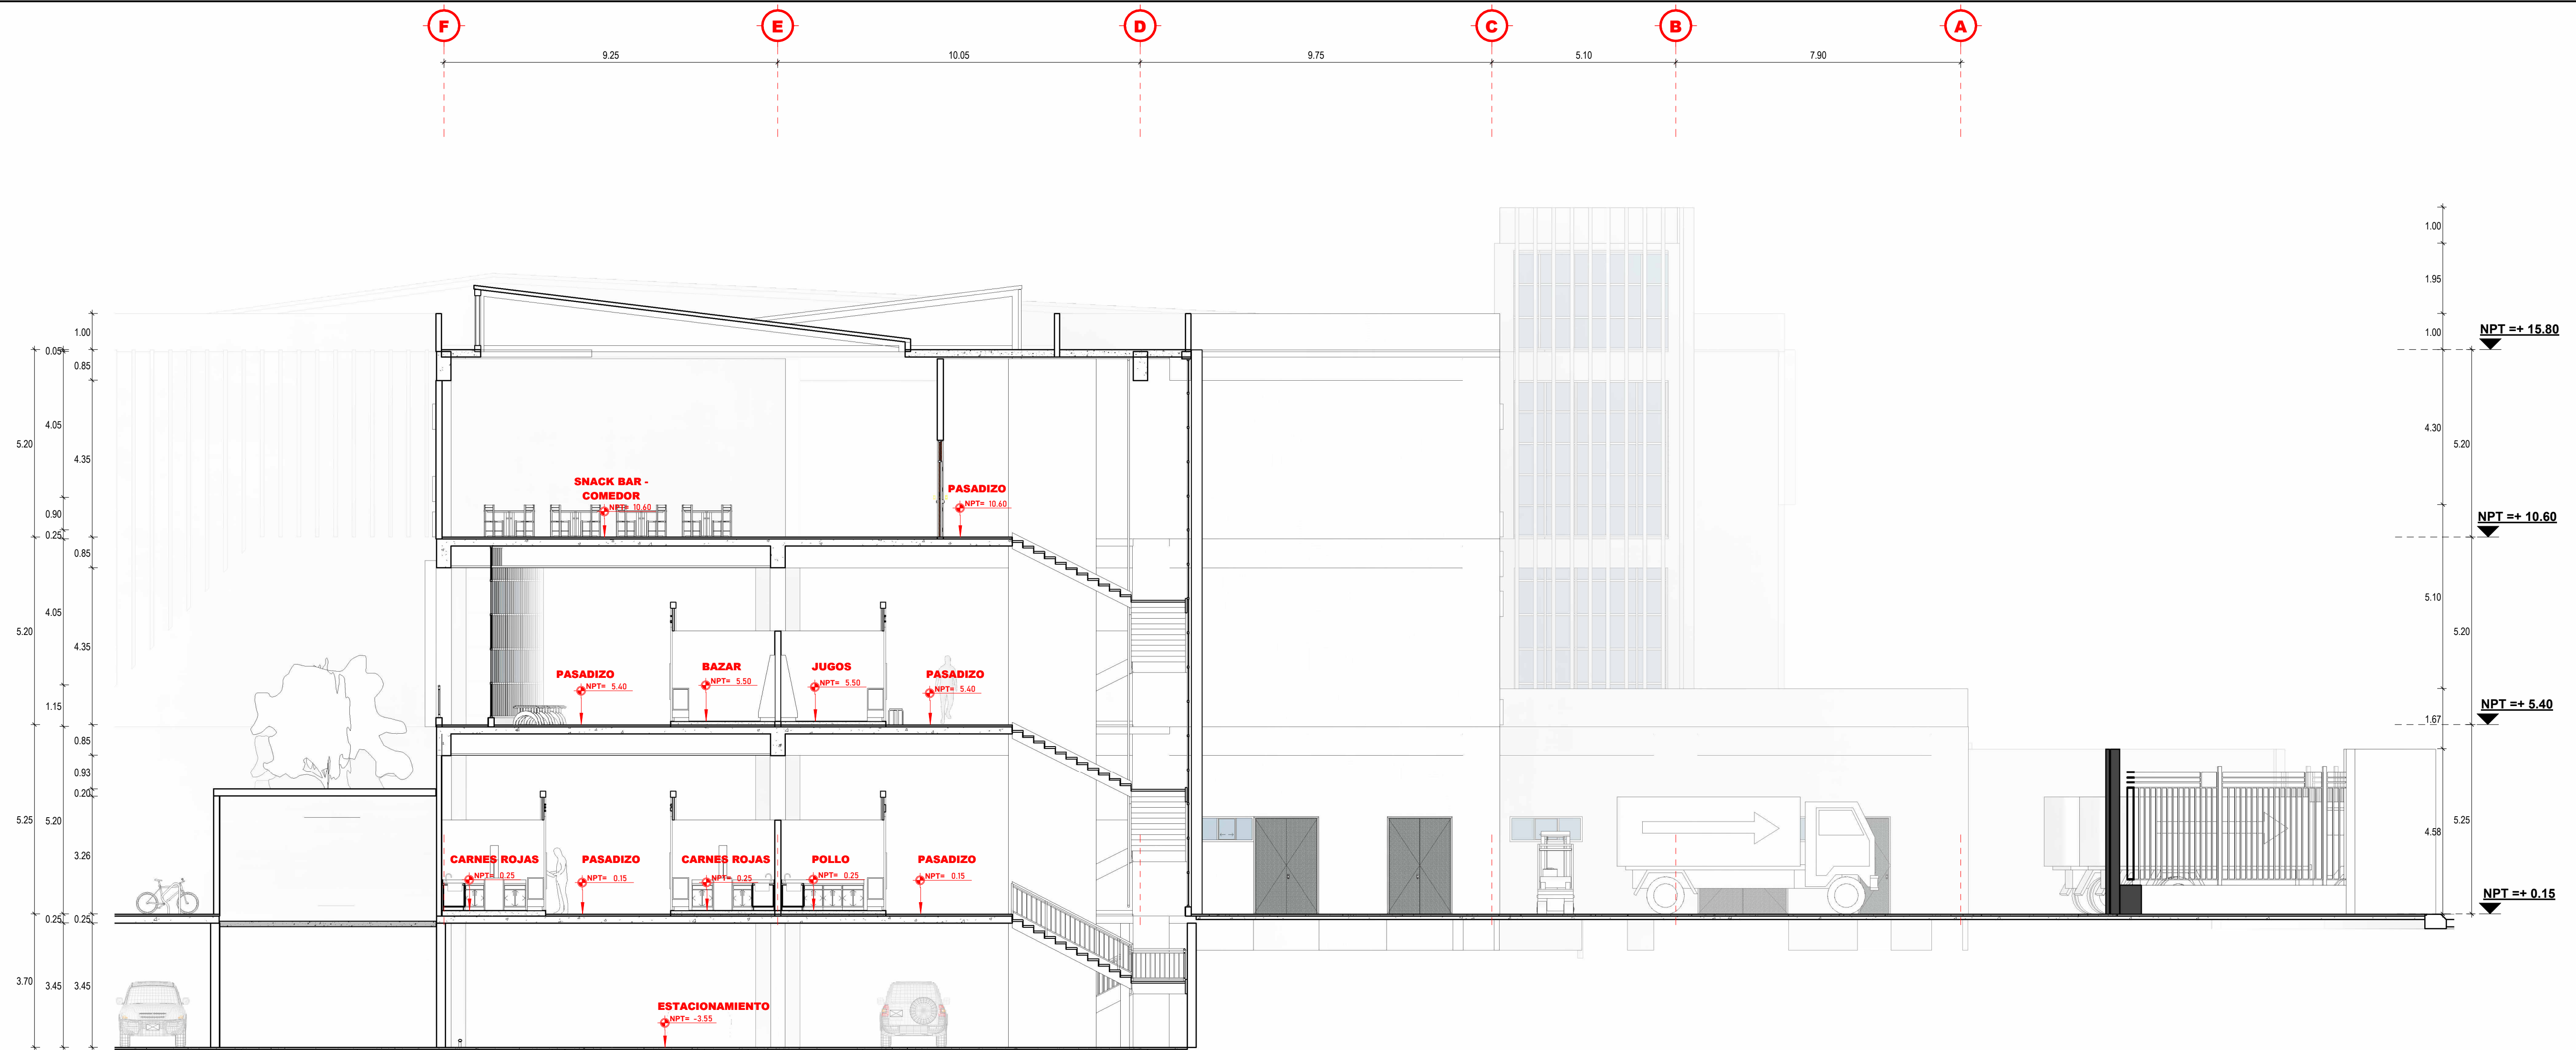 F E D C B A
9.25 10.05 9.75 5.10 7.90
1.00
1.95
1.00
1.00
NPT =+ 15.80
0.05
0.85
4.05
4.30
5.20
5.20
4.35
SNACK BAR -
COMEDOR
NPT= 10.60
PASADIZO
NPT= 10.60
0.90
0.25
NPT =+ 10.60
0.85
4.05
5.10
5.20
5.20
4.35
PASADIZO
NPT= 5.40
BAZAR
NPT= 5.50
JUGOS
NPT= 5.50
PASADIZO
NPT= 5.40
1.15
NPT =+ 5.40
1.67
0.85
0.93
0.20
5.25
5.20
4.58
5.25
3.26
CARNES ROJAS
NPT= 0.25
PASADIZO
NPT= 0.15
CARNES ROJAS
NPT= 0.25
POLLO
NPT= 0.25
PASADIZO
NPT= 0.15
NPT =+ 0.15
0.25
0.25
3.70
3.45
3.45
ESTACIONAMIENTO
NPT= -3.55